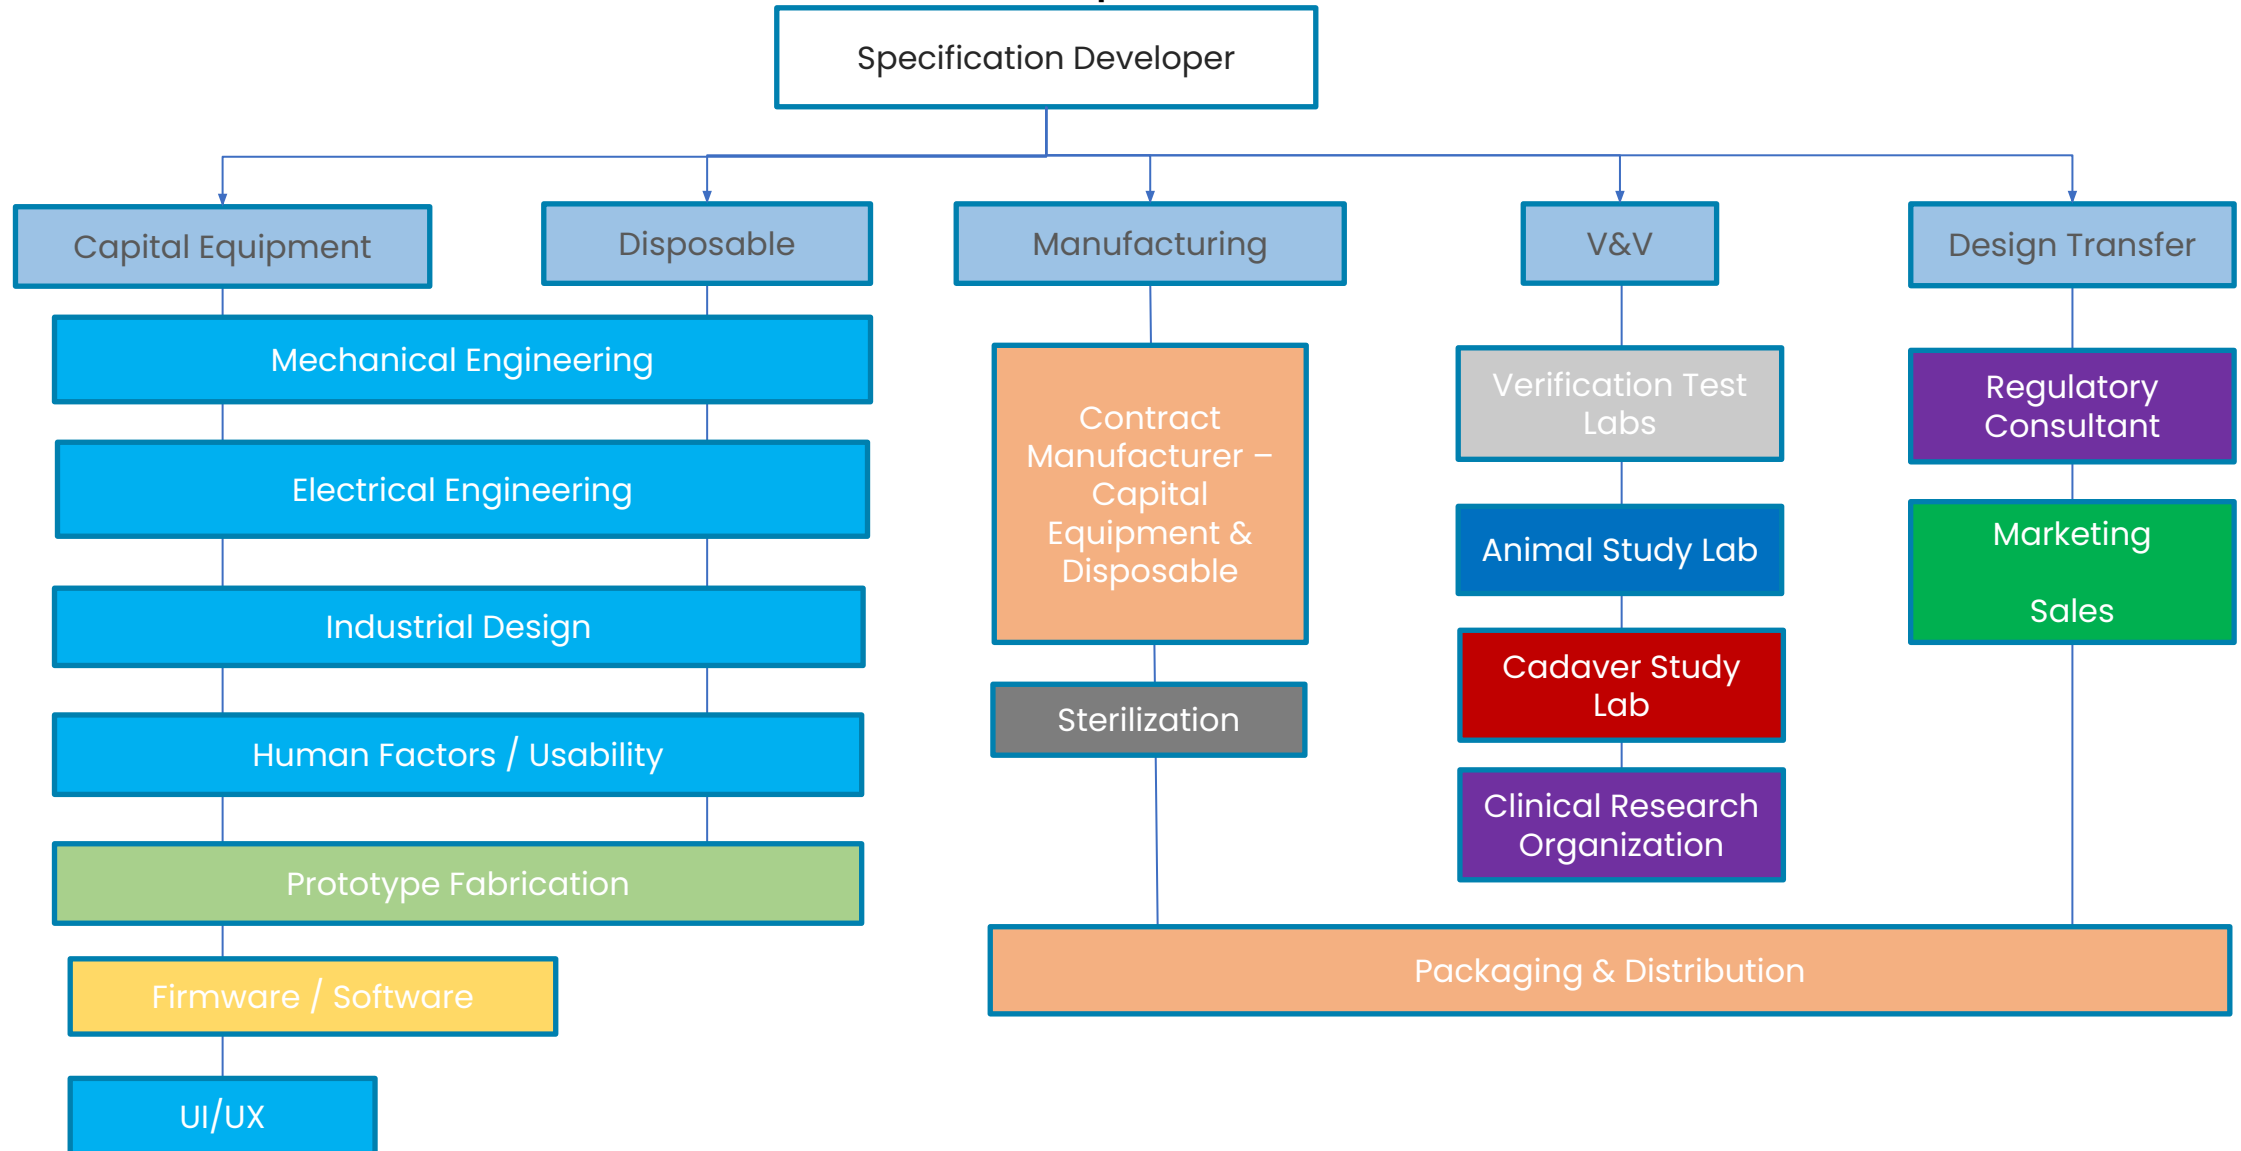 Specification Developer
Capital Equipment
Disposable
Manufacturing
V&V
Design Transfer
Mechanical Engineering
Electrical Engineering
Industrial Design
Human Factors / Usability
Prototype Fabrication
Firmware / Software
UI/UX
Contract
Manufacturer –
Capital
Equipment &
Disposable
Sterilization
Verification Test
Labs
Animal Study Lab
Cadaver Study
Lab
Clinical Research
Organization
Regulatory
Consultant
Marketing
Sales
Packaging & Distribution